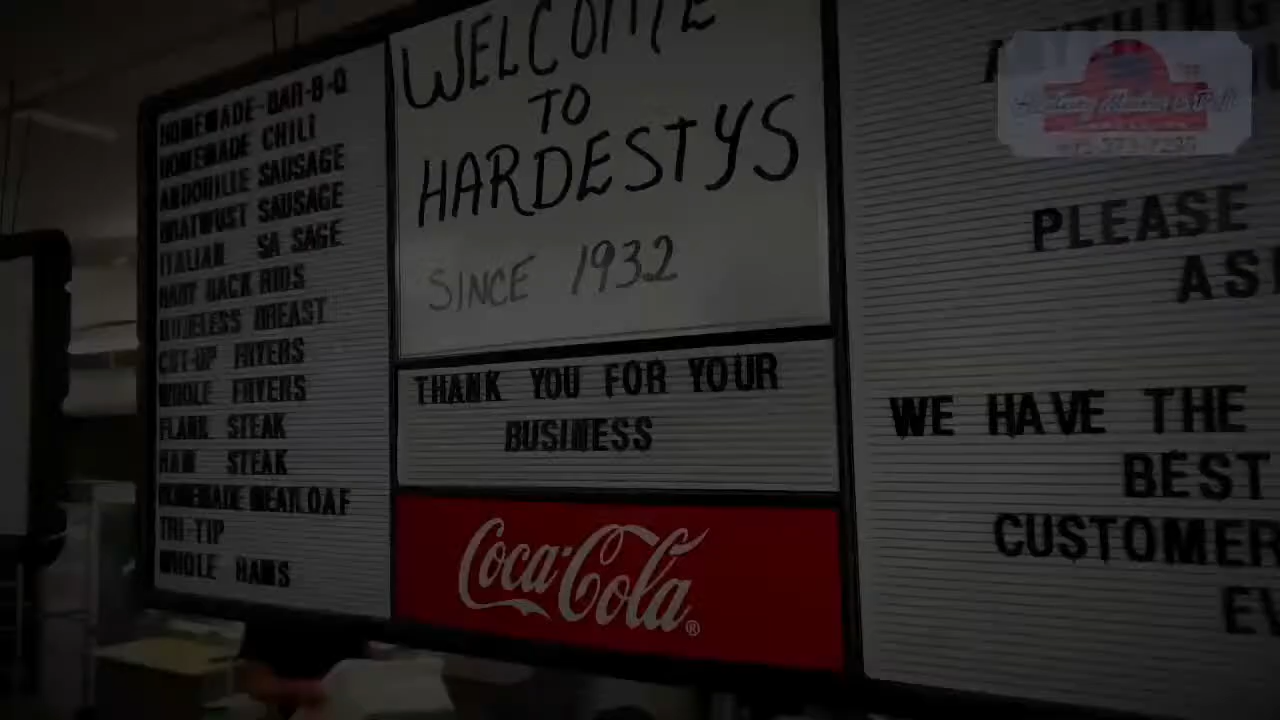 HOMEMADE-BAR-B-Q
HOMEMADE CHILI
ANDOUILLE SAUSAGE
BRATWUST SAUSAGE
ITALIAN SA SAGE
BABY BACK RIBS
BONELESS BREAST
CUT-UP FRYERS
WHOLE FRYERS
FLANK STEAK
HAM STEAK
HOMEMADE MEATLOAF
TRI-TIP
WHOLE HAMS
WELCOME
TO
HARDESTYS
SINCE 1932
THANK YOU FOR YOUR
BUSINESS
Coca-Cola®
ANYTHING
PLEASE
AS
WE HAVE THE
BEST
CUSTOMER
EV